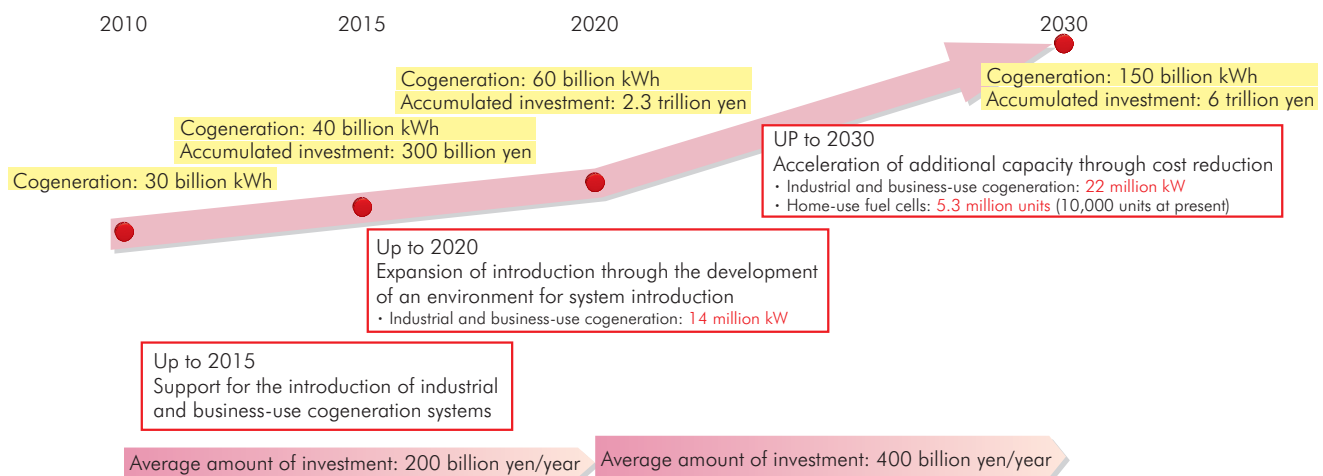 2010
2015
2020
2030
Cogeneration: 30 billion kWh
Cogeneration: 40 billion kWh
Accumulated investment: 300 billion yen
Cogeneration: 60 billion kWh
Accumulated investment: 2.3 trillion yen
Cogeneration: 150 billion kWh
Accumulated investment: 6 trillion yen
UP to 2030
Acceleration of additional capacity through cost reduction
・Industrial and business-use cogeneration: 22 million kW
・Home-use fuel cells: 5.3 million units (10,000 units at present)
Up to 2020
Expansion of introduction through the development
of an environment for system introduction
・Industrial and business-use cogeneration: 14 million kW
Up to 2015
Support for the introduction of industrial
and business-use cogeneration systems
Average amount of investment: 200 billion yen/year
Average amount of investment: 400 billion yen/year